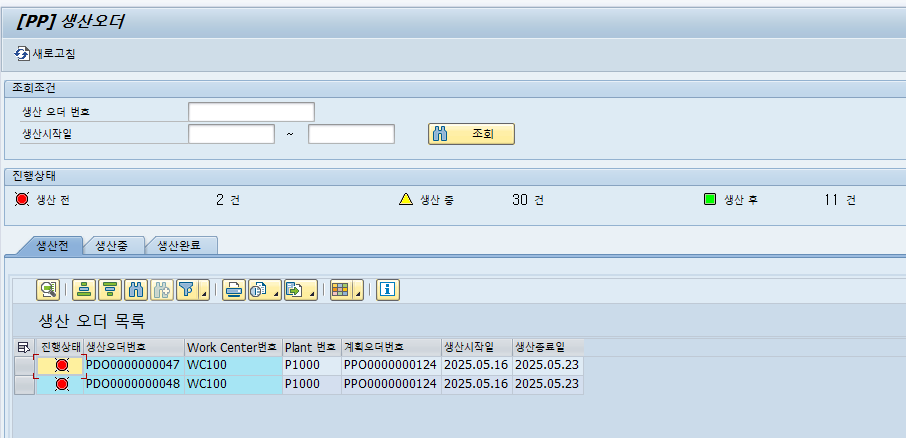 [PP] 생산오더
새로고침
조회조건
생산 오더 번호
생산시작일 ~ 조회
진행상태
생산 전 2 건 생산 중 30 건 생산 후 11 건
생산전 생산중 생산완료
생산 오더 목록
진행상태 생산오더번호 Work Center번호 Plant 번호 계획오더번호 생산시작일 생산종료일
PDO0000000047 WC100 P1000 PPO0000000124 2025.05.16 2025.05.23
PDO0000000048 WC100 P1000 PPO0000000124 2025.05.16 2025.05.23